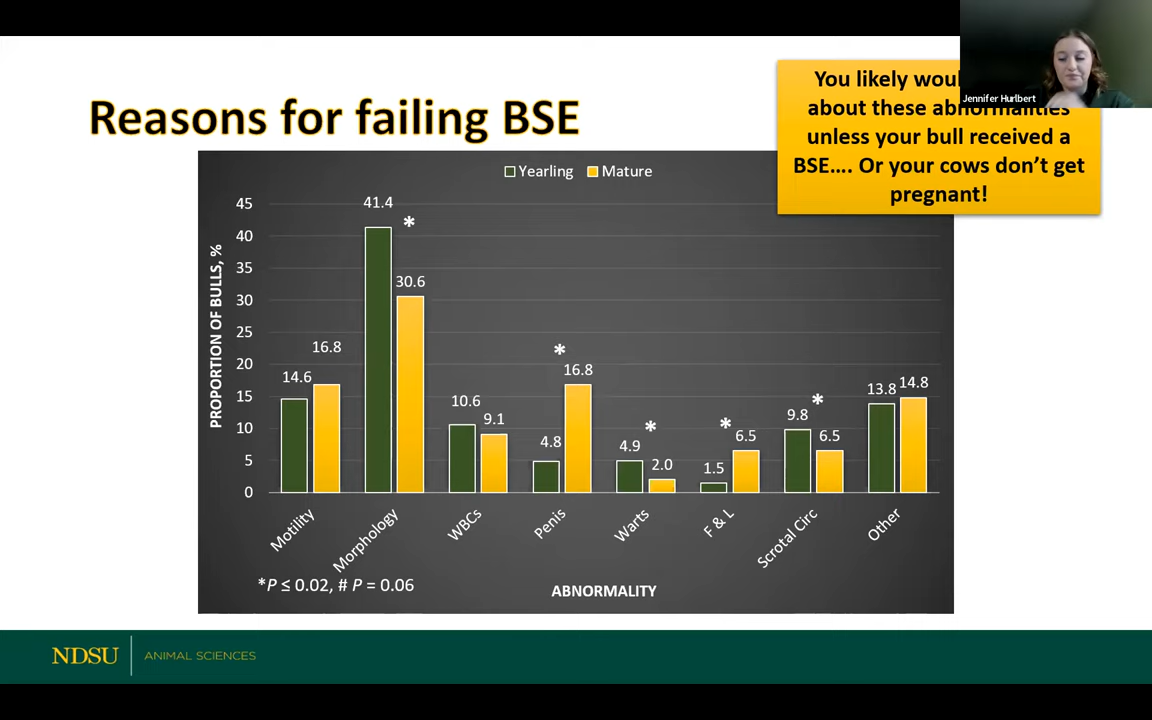 Jennifer Hurlbert
You likely
about these abnormalities
unless your bull received a
BSE…. Or your cows don’t get
pregnant!
Reasons for failing BSE
Yearling Mature
PROPORTION OF BULLS, %
45
40
35
30
25
20
15
10
5
0
14.6 16.8
41.4 * 30.6
10.6 9.1
4.8 * 16.8
4.9 * 2.0
1.5 * 6.5
9.8 * 6.5
13.8 14.8
Motility
Morphology
WBCs
Penis
Warts
F & L
Scrotal Circ
Other
*P ≤ 0.02, # P = 0.06
ABNORMALITY
NDSU ANIMAL SCIENCES